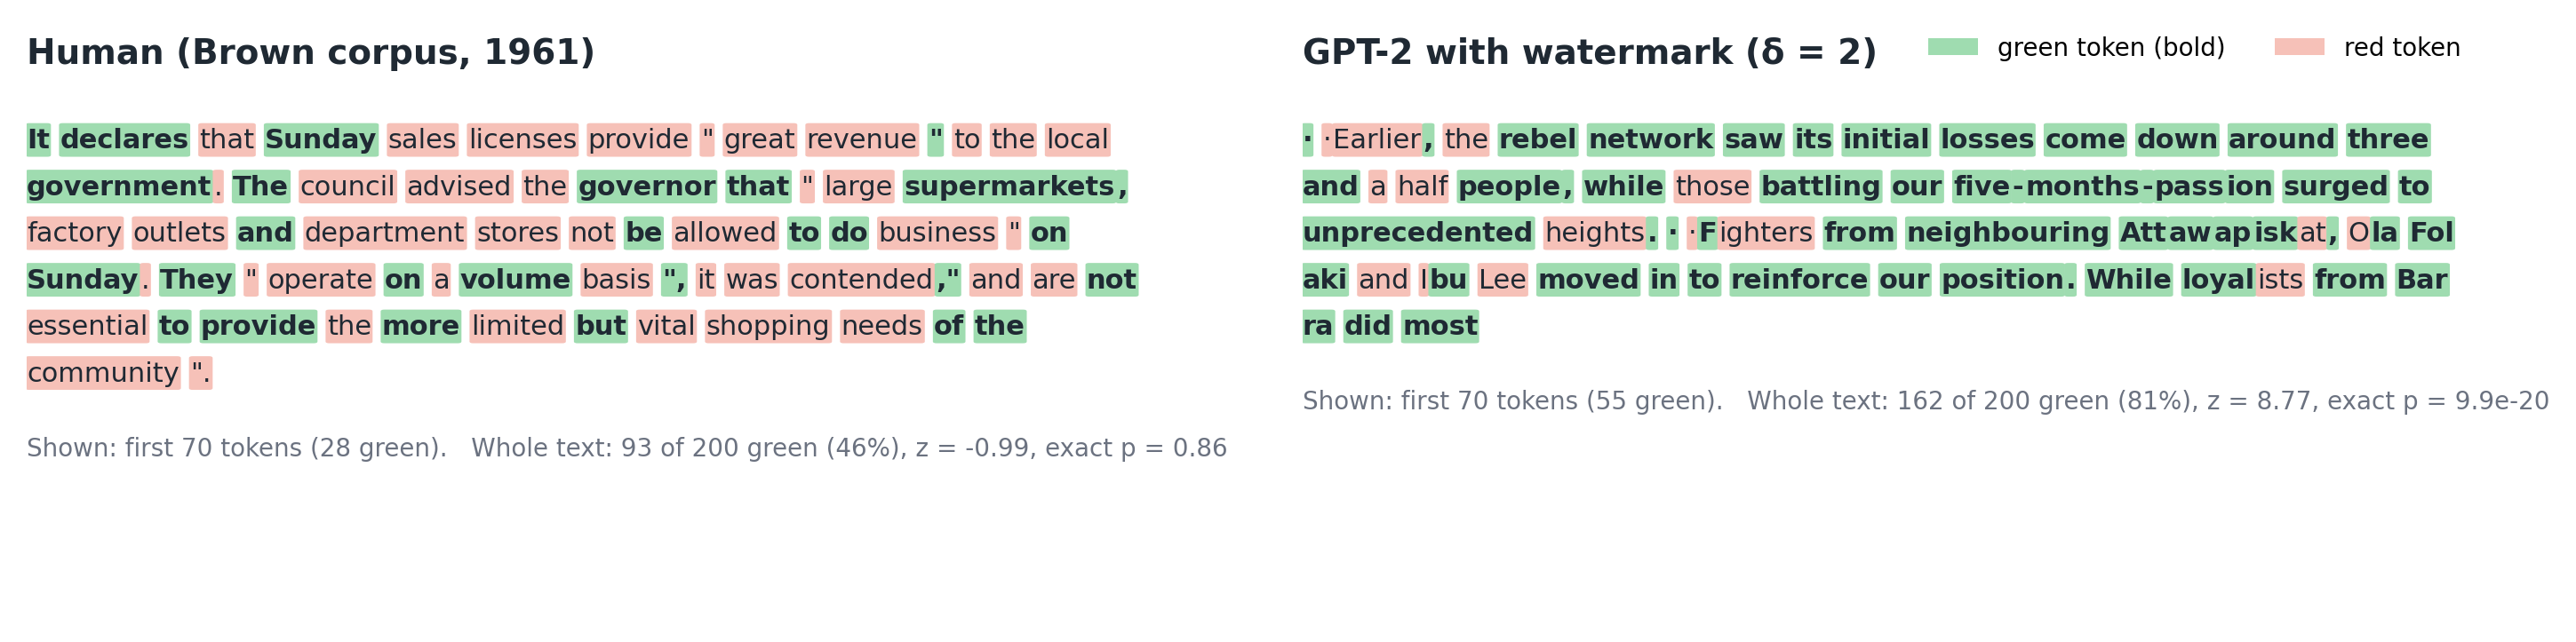 Human (Brown corpus, 1961)
It declares that Sunday sales licenses provide " great revenue " to the local
government. The council advised the governor that " large supermarkets,
factory outlets and department stores not be allowed to do business " on
Sunday. They " operate on a volume basis ", it was contended," and are not
essential to provide the more limited but vital shopping needs of the
community ".
Shown: first 70 tokens (28 green). Whole text: 93 of 200 green (46%), z = -0.99, exact p = 0.86
GPT-2 with watermark (δ = 2)
green token (bold)
red token
· ·Earlier, the rebel network saw its initial losses come down around three
and a half people, while those battling our five-months-passion surged to
unprecedented heights. · ·Fighters from neighbouring Attawapiskat, Ola Fol
aki and Ibu Lee moved in to reinforce our position. While loyalists from Bar
ra did most
Shown: first 70 tokens (55 green). Whole text: 162 of 200 green (81%), z = 8.77, exact p = 9.9e-20